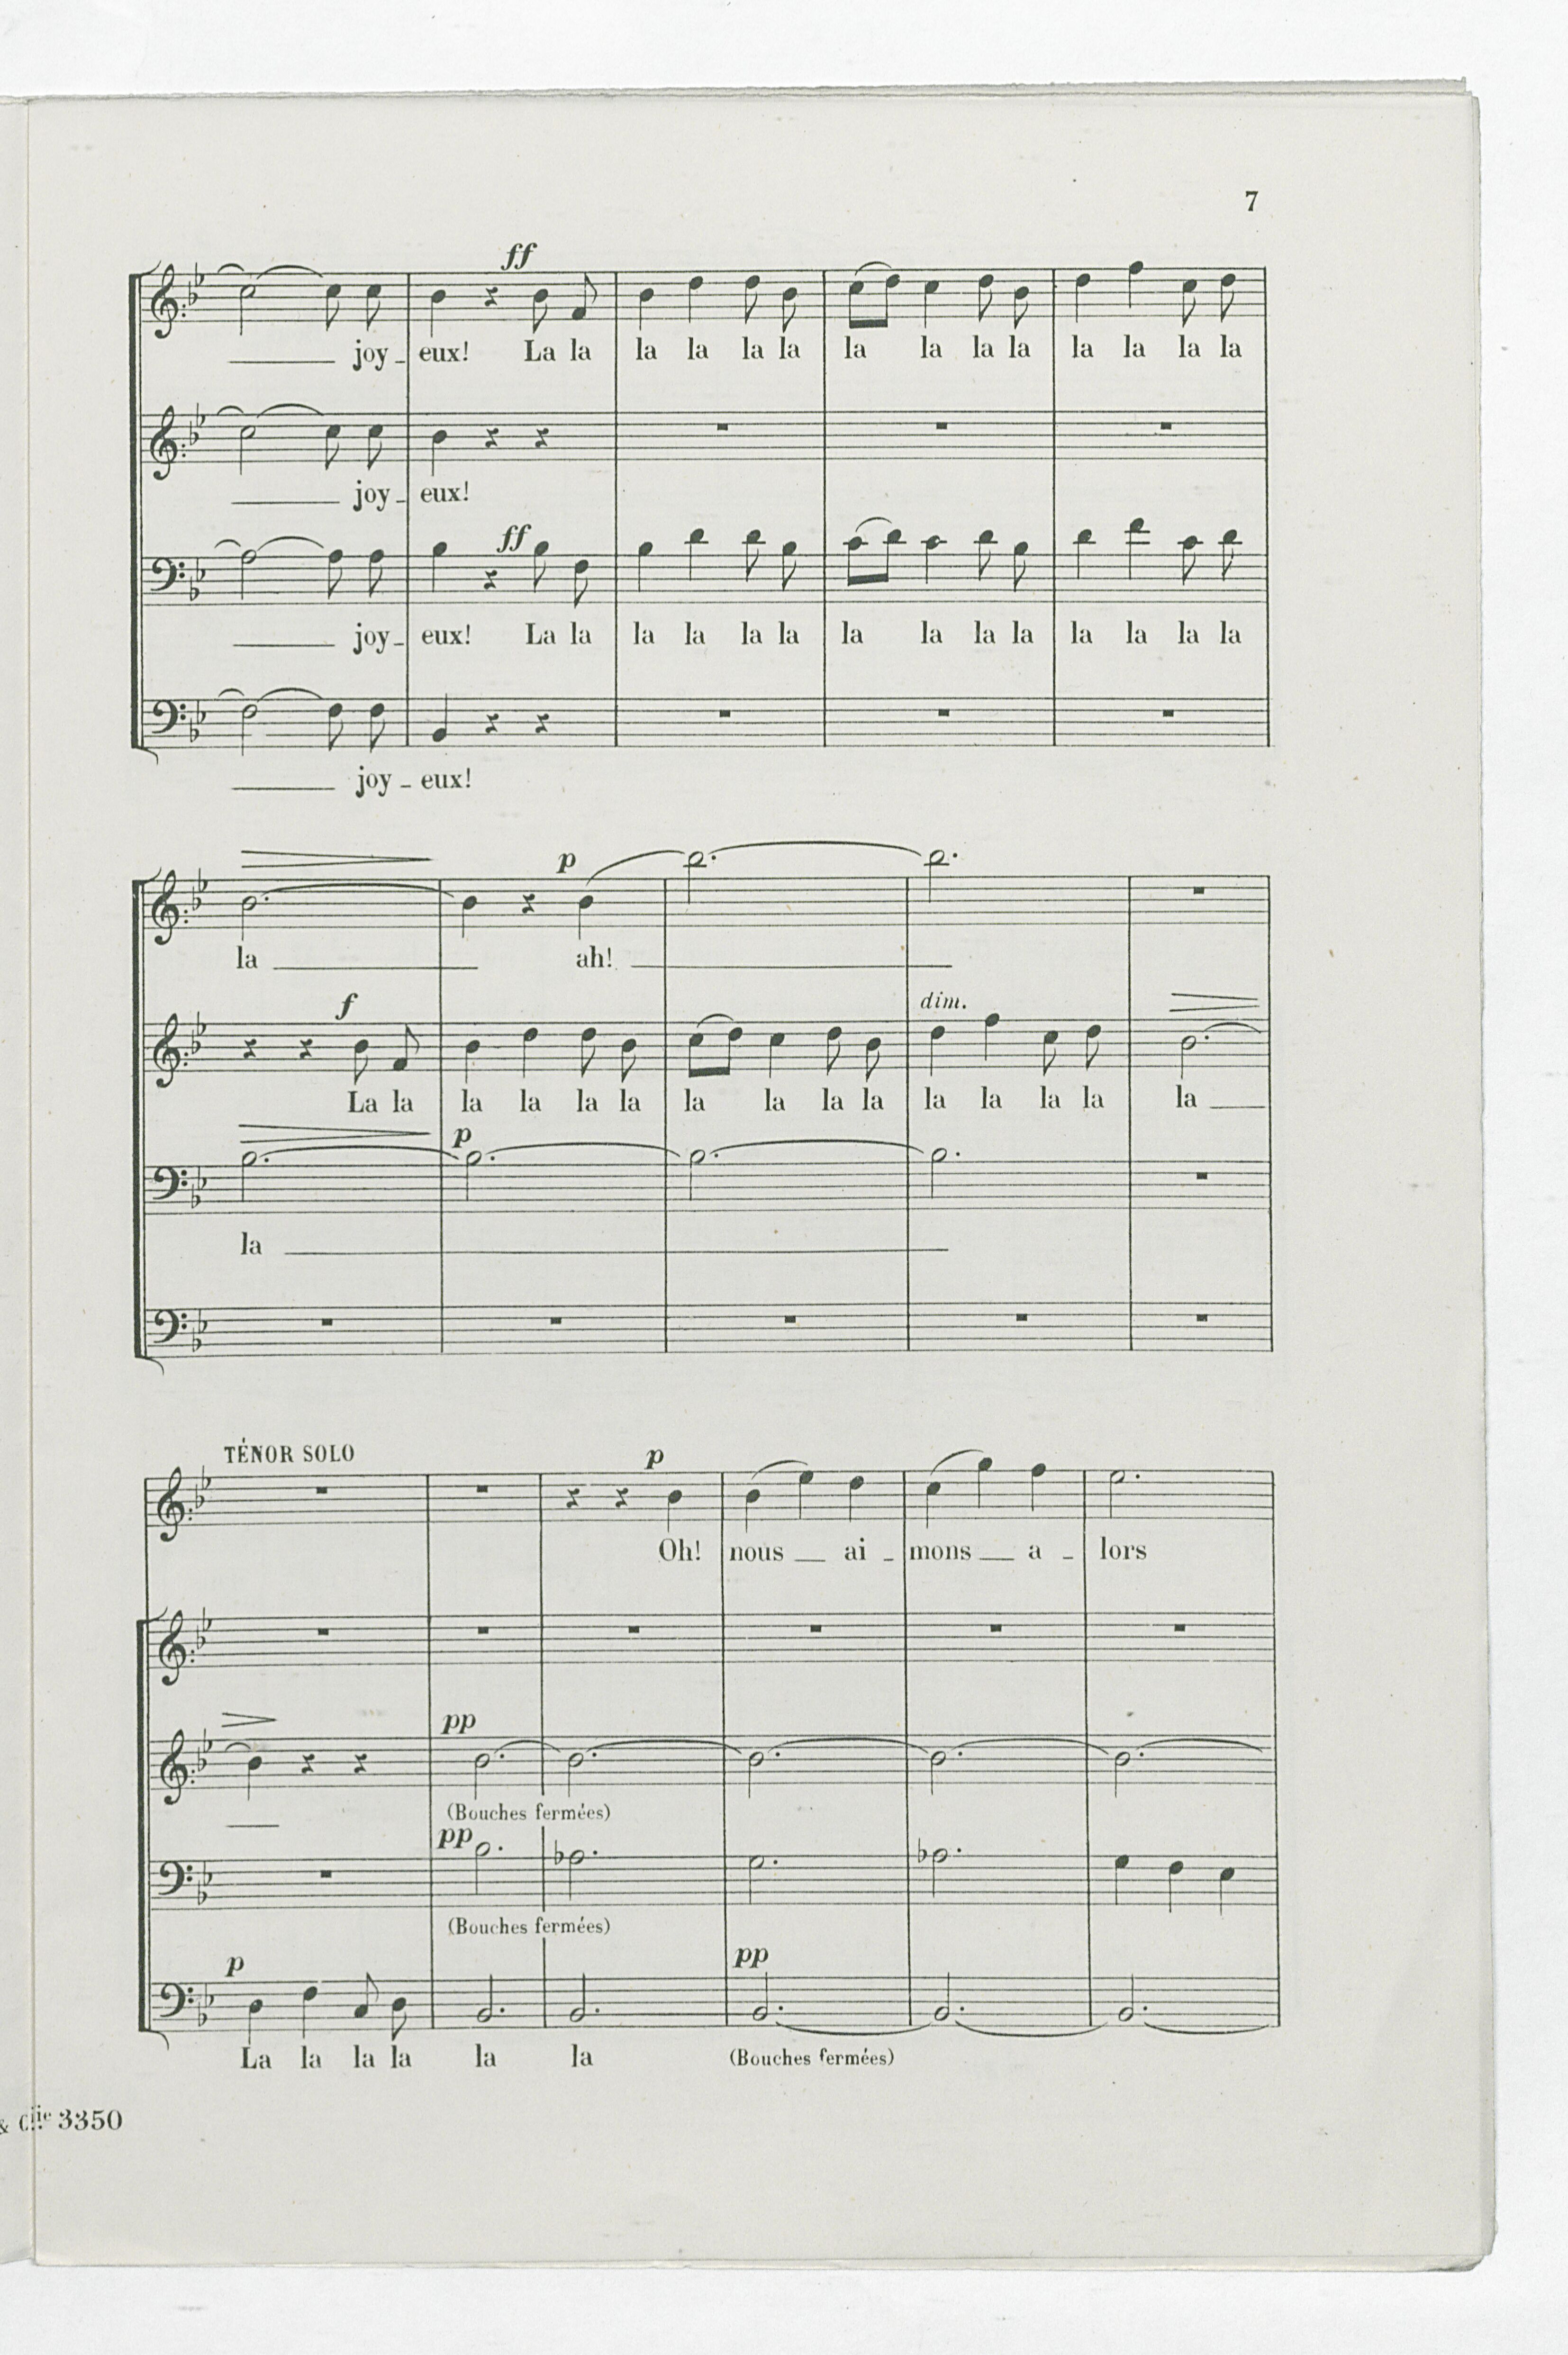 7
ff
joy - eux! La la la la la la la la la la la la la la
joy - eux!
ff
joy - eux! La la la la la la la la la la la la la la
joy - eux!
p
la ah!
f dim.
La la la la la la la la la la la la la la la
p
la
TÉNOR SOLO
p
Oh! nous ai - mons a - lors
pp
(Bouches fermées)
pp
(Bouches fermées)
p pp
La la la la la la (Bouches fermées)
& Cie 3350